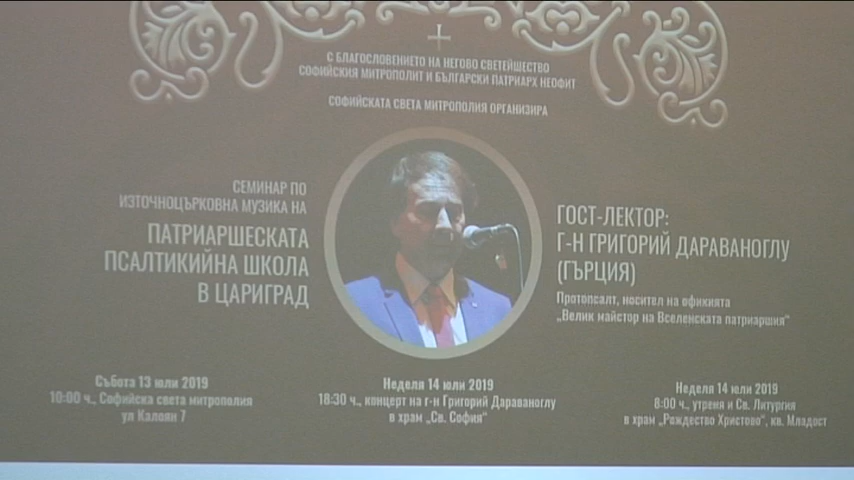 С БЛАГОСЛОВЕНИЕТО НА НЕГОВО СВЕТЕЙШЕСТВО
СОФИЙСКИЯ МИТРОПОЛИТ И БЪЛГАРСКИ ПАТРИАРХ НЕОФИТ
СОФИЙСКАТА СВЕТА МИТРОПОЛИЯ ОРГАНИЗИРА
СЕМИНАР ПО
ИЗТОЧНОЦЪРКОВНА МУЗИКА НА
ПАТРИАРШЕСКАТА
ПСАЛТИКИЙНА ШКОЛА
В ЦАРИГРАД
ГОСТ-ЛЕКТОР:
Г-Н ГРИГОРИЙ ДАРАВАНОГЛУ
(ГЪРЦИЯ)
Протопсалт, носител на офикията
„Велик майстор на Вселенската патриаршия“
Събота 13 юли 2019
10:00 ч., Софийска света митрополия
ул Калоян 7
Неделя 14 юли 2019
18:30 ч., концерт на г-н Григорий Дараваноглу
в храм „Св. София“
Неделя 14 юли 2019
8:00 ч., утреня и Св. Литургия
в храм „Рождество Христово“, кв. Младост